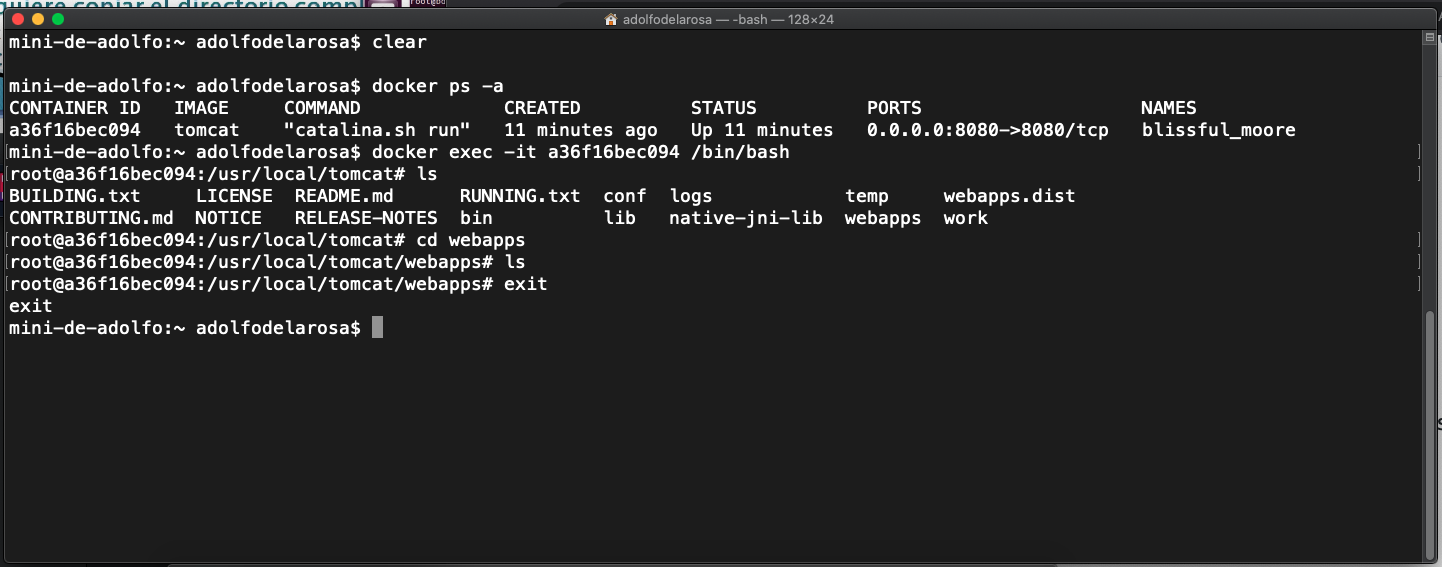 quiere copiar el directorio comp
adolfodelarosa — -bash — 128×24
mini-de-adolfo:~ adolfodelarosa$ clear
mini-de-adolfo:~ adolfodelarosa$ docker ps -a
CONTAINER ID   IMAGE     COMMAND             CREATED          STATUS          PORTS                    NAMES
a36f16bec094   tomcat    "catalina.sh run"   11 minutes ago   Up 11 minutes   0.0.0.0:8080->8080/tcp   blissful_moore
[mini-de-adolfo:~ adolfodelarosa$ docker exec -it a36f16bec094 /bin/bash ]
[root@a36f16bec094:/usr/local/tomcat# ls ]
BUILDING.txt     LICENSE  README.md      RUNNING.txt  conf  logs            temp     webapps.dist
CONTRIBUTING.md  NOTICE   RELEASE-NOTES  bin          lib   native-jni-lib  webapps  work
[root@a36f16bec094:/usr/local/tomcat# cd webapps ]
[root@a36f16bec094:/usr/local/tomcat/webapps# ls ]
[root@a36f16bec094:/usr/local/tomcat/webapps# exit ]
exit
mini-de-adolfo:~ adolfodelarosa$